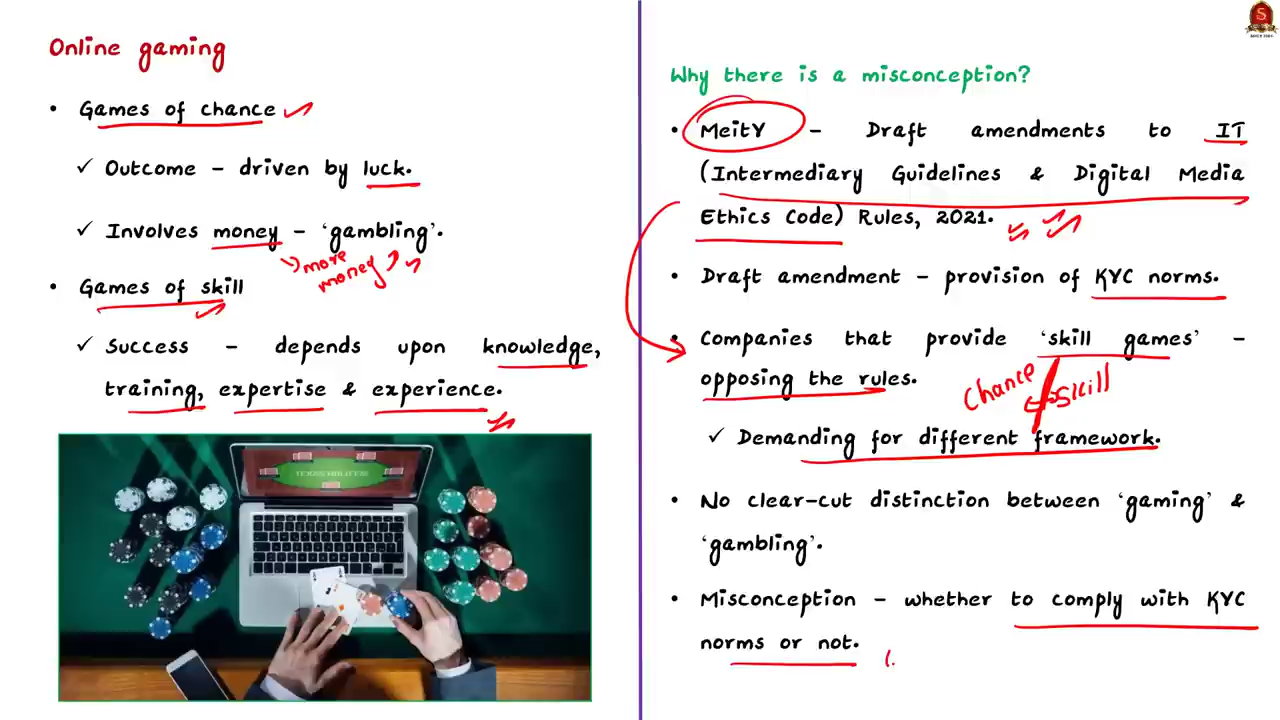 Online gaming
• Games of chance
✓ Outcome – driven by luck.
✓ Involves money – ‘gambling’.
more
money
• Games of skill
✓ Success – depends upon knowledge,
training, expertise & experience.
TEXAS HOLD'EM
Why there is a misconception?
• MeitY – Draft amendments to IT
(Intermediary Guidelines & Digital Media
Ethics Code) Rules, 2021.
• Draft amendment – provision of KYC norms.
• Companies that provide ‘skill games’ –
opposing the rules.
Chance Skill
✓ Demanding for different framework.
• No clear-cut distinction between ‘gaming’ &
‘gambling’.
• Misconception – whether to comply with KYC
norms or not.
S